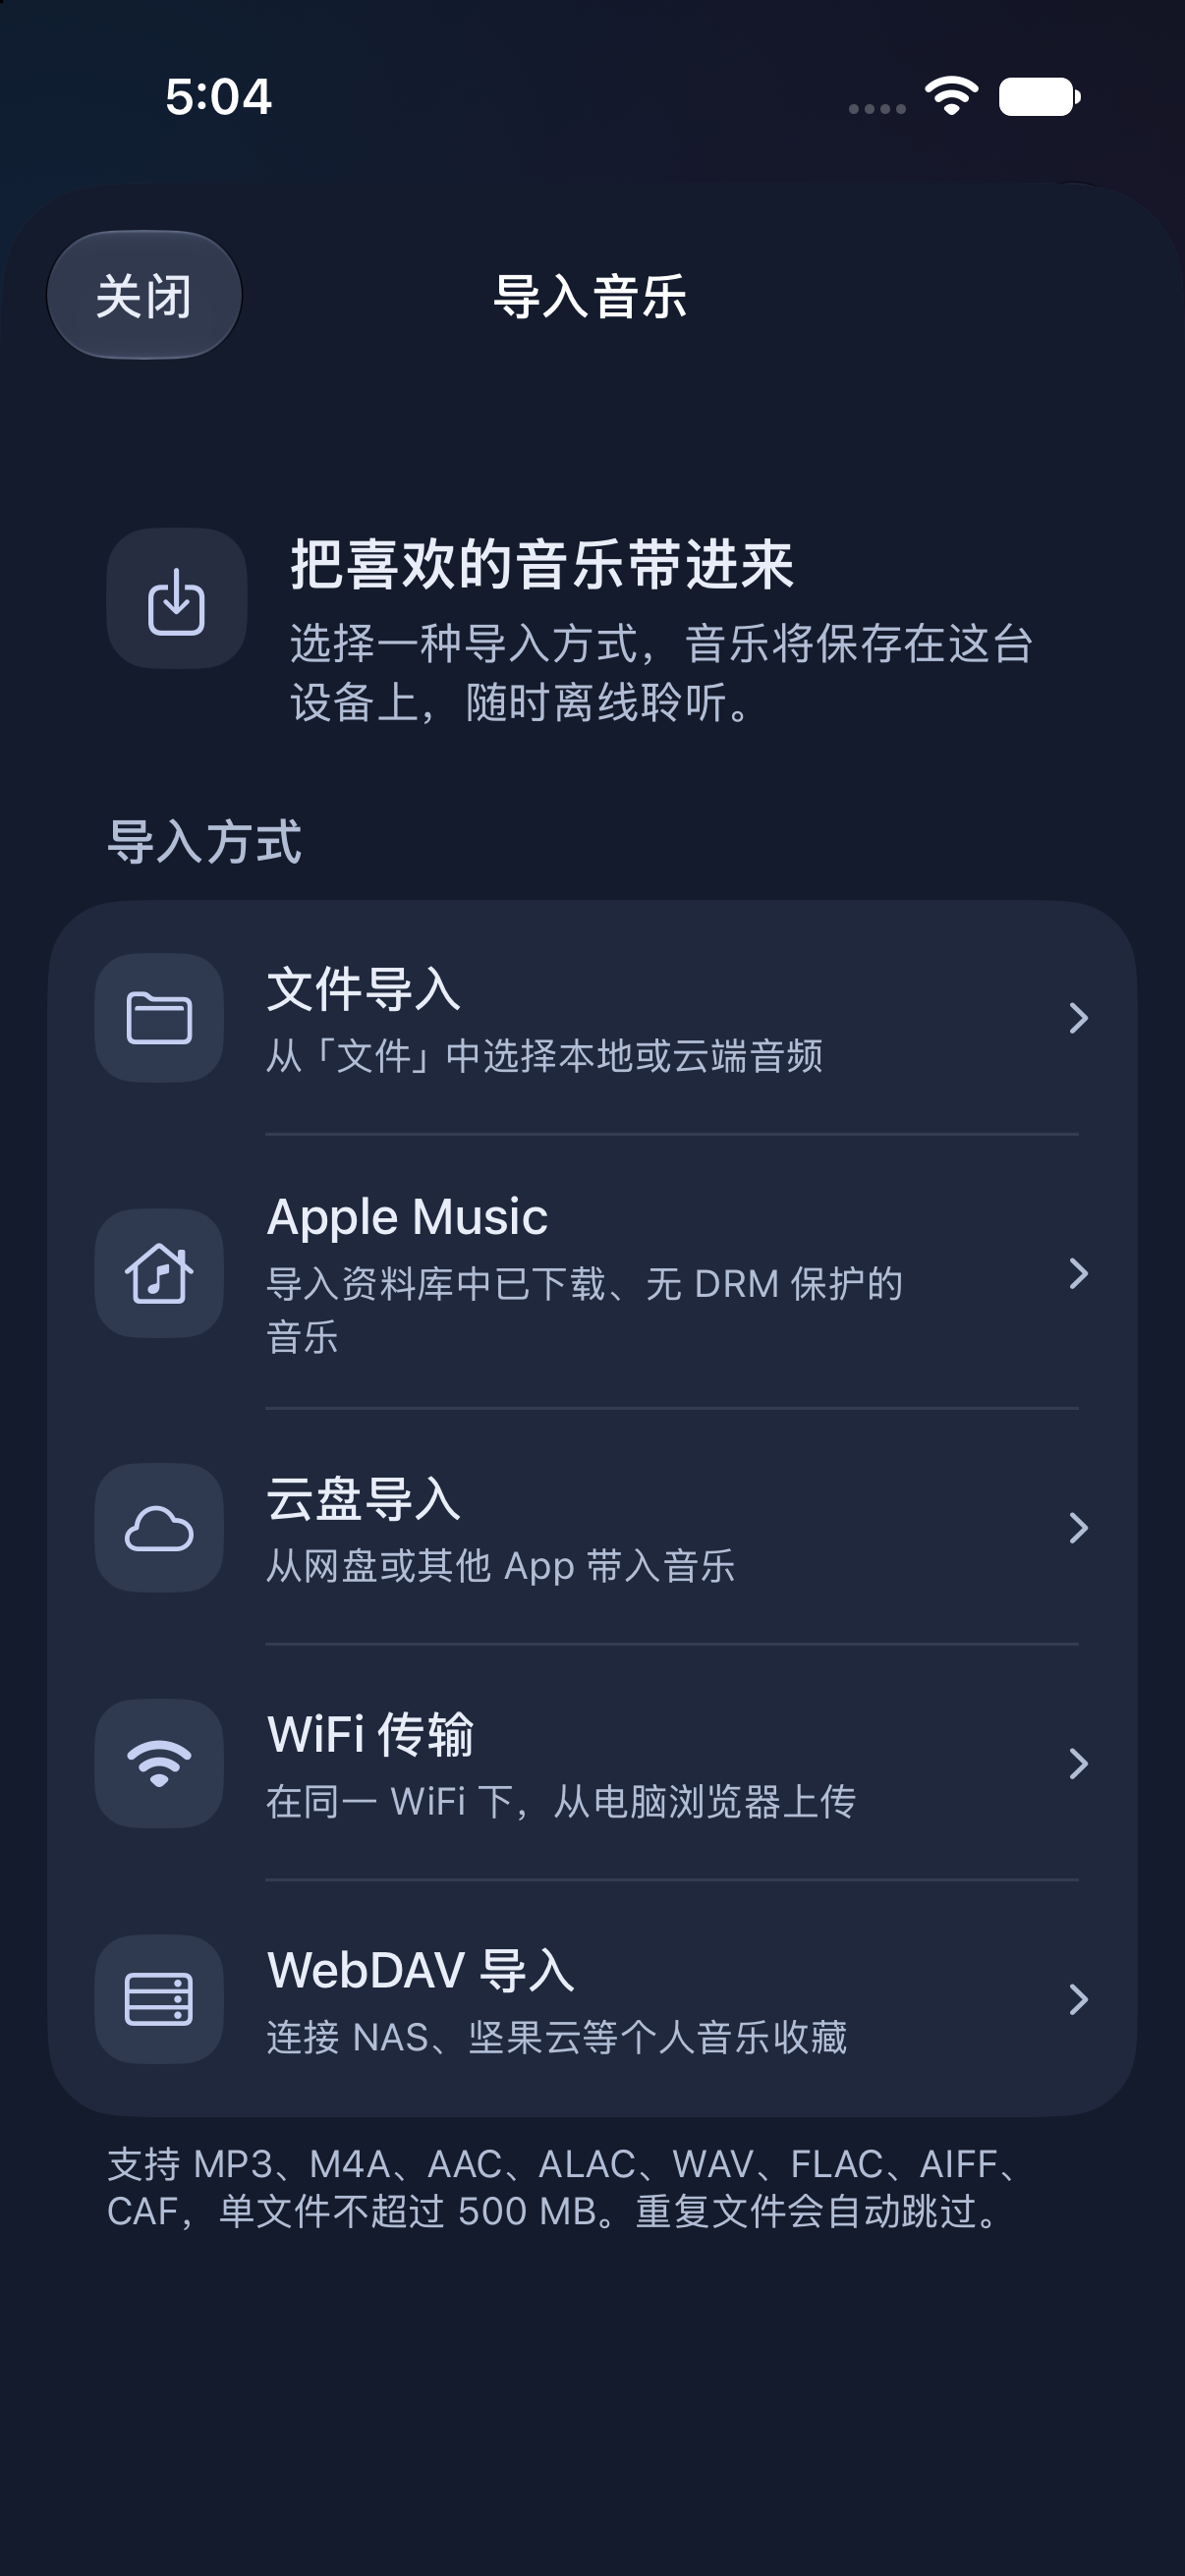 5:04
关闭
导入音乐
把喜欢的音乐带进来
选择一种导入方式，音乐将保存在这台
设备上，随时离线聆听。
导入方式
文件导入
从「文件」中选择本地或云端音频
Apple Music
导入资料库中已下载、无 DRM 保护的
音乐
云盘导入
从网盘或其他 App 带入音乐
WiFi 传输
在同一 WiFi 下，从电脑浏览器上传
WebDAV 导入
连接 NAS、坚果云等个人音乐收藏
支持 MP3、M4A、AAC、ALAC、WAV、FLAC、AIFF、
CAF，单文件不超过 500 MB。重复文件会自动跳过。